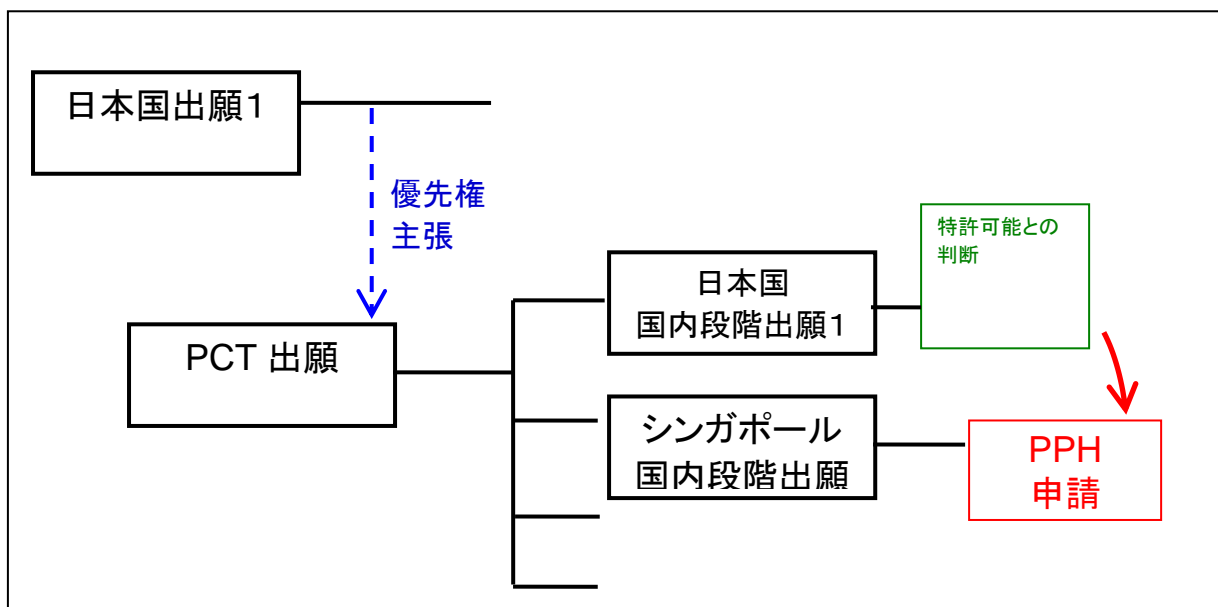 日本国出願1
優先権
主張
PCT 出願
日本国
国内段階出願1
特許可能との
判断
シンガポール
国内段階出願
PPH
申請